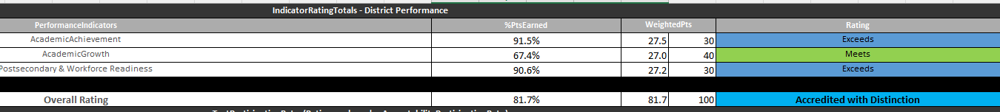 IndicatorRatingTotals - District Performance
PerformanceIndicators %PtsEarned WeightedPts Rating
AcademicAchievement 91.5% 27.5 30 Exceeds
AcademicGrowth 67.4% 27.0 40 Meets
Postsecondary & Workforce Readiness 90.6% 27.2 30 Exceeds
Overall Rating 81.7% 81.7 100 Accredited with Distinction